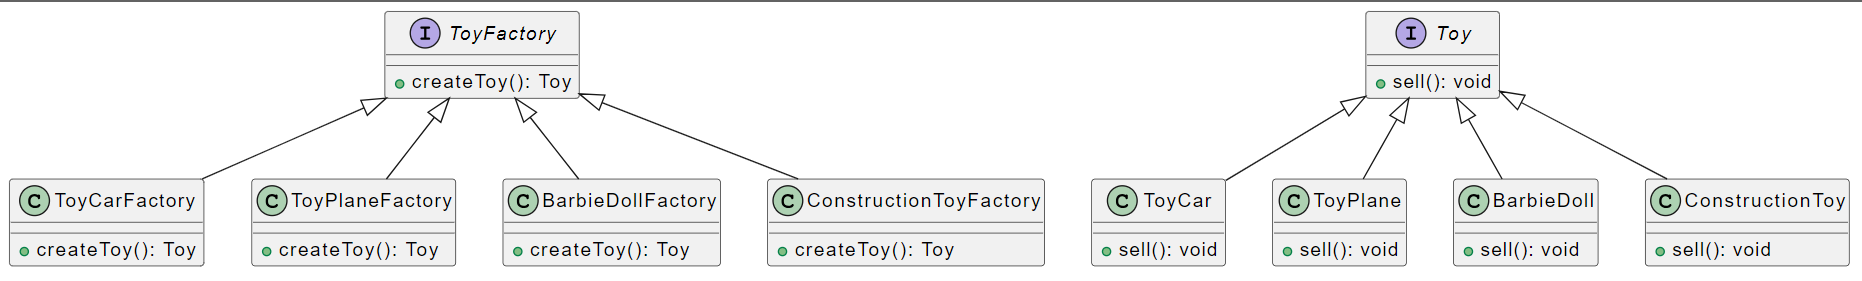 I ToyFactory
createToy(): Toy
I Toy
sell(): void
C ToyCarFactory
createToy(): Toy
C ToyPlaneFactory
createToy(): Toy
C BarbieDollFactory
createToy(): Toy
C ConstructionToyFactory
createToy(): Toy
C ToyCar
sell(): void
C ToyPlane
sell(): void
C BarbieDoll
sell(): void
C ConstructionToy
sell(): void